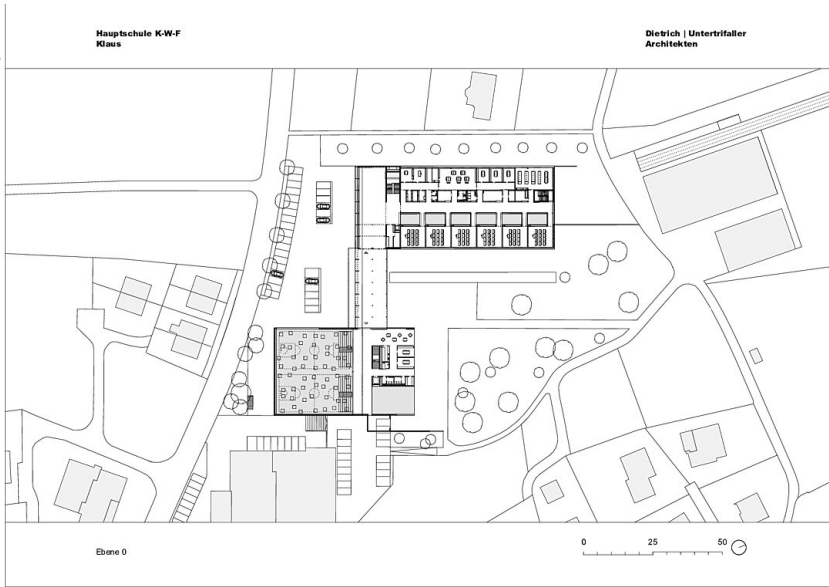 Hauptschule K-W-F
Klaus
Dietrich | Untertrifaller
Architekten
Ebene 0
0 25 50